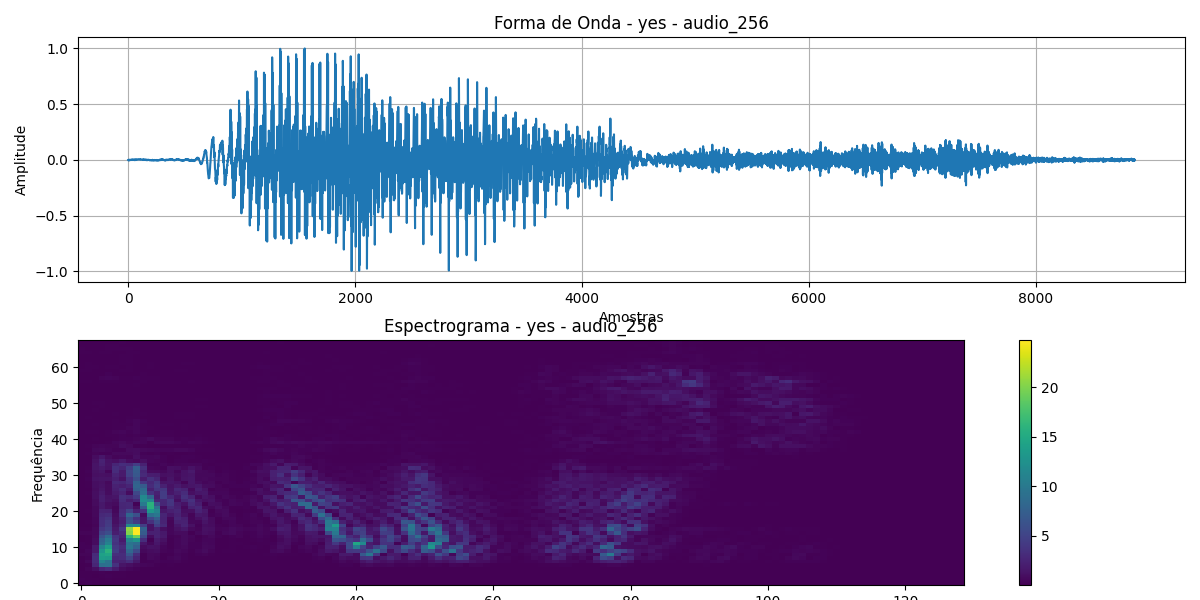 Forma de Onda - yes - audio_256
1.0
0.5
0.0
−0.5
−1.0
Amplitude
0 2000 4000 6000 8000
Amostras
Espectrograma - yes - audio_256
60
50
40
30
20
10
0
Frequência
20
15
10
5
0 20 40 60 80 100 120